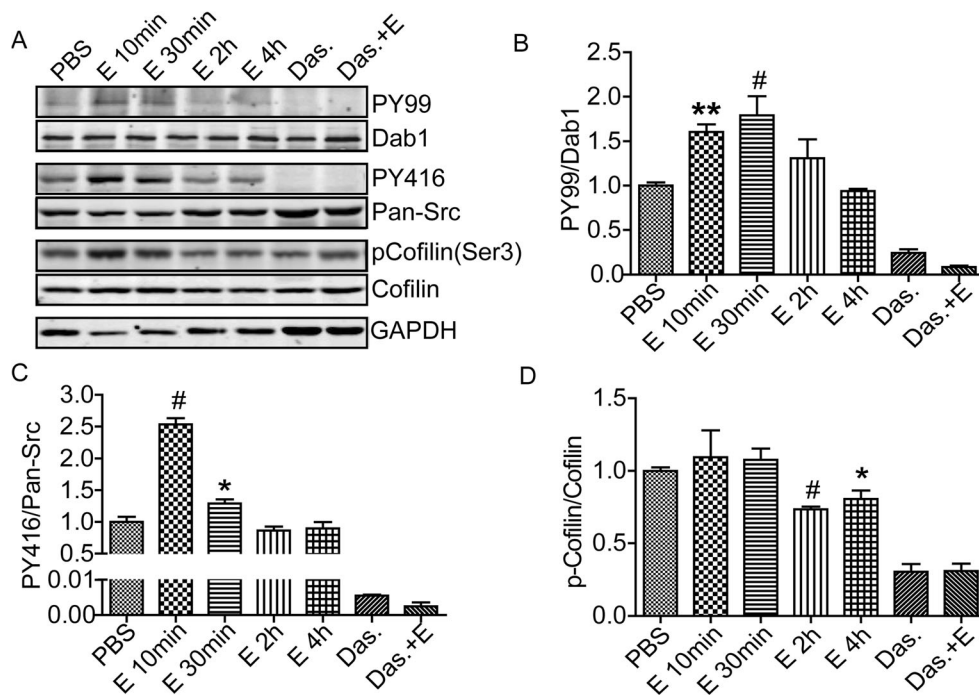 A
PBS E 10min E 30min E 2h E 4h Das. Das.+E
PY99
Dab1
PY416
Pan-Src
pCofilin(Ser3)
Cofilin
GAPDH
B
PY99/Dab1
2.5
2.0
1.5
1.0
0.5
0.0
** #
PBS E 10min E 30min E 2h E 4h Das. Das.+E
C
PY416/Pan-Src
3.0
2.5
2.0
1.5
1.0
0.5
0.01
0.00
# *
PBS E 10min E 30min E 2h E 4h Das. Das.+E
D
p-Cofilin/Cofilin
1.5
1.0
0.5
0.0
# *
PBS E 10min E 30min E 2h E 4h Das. Das.+E